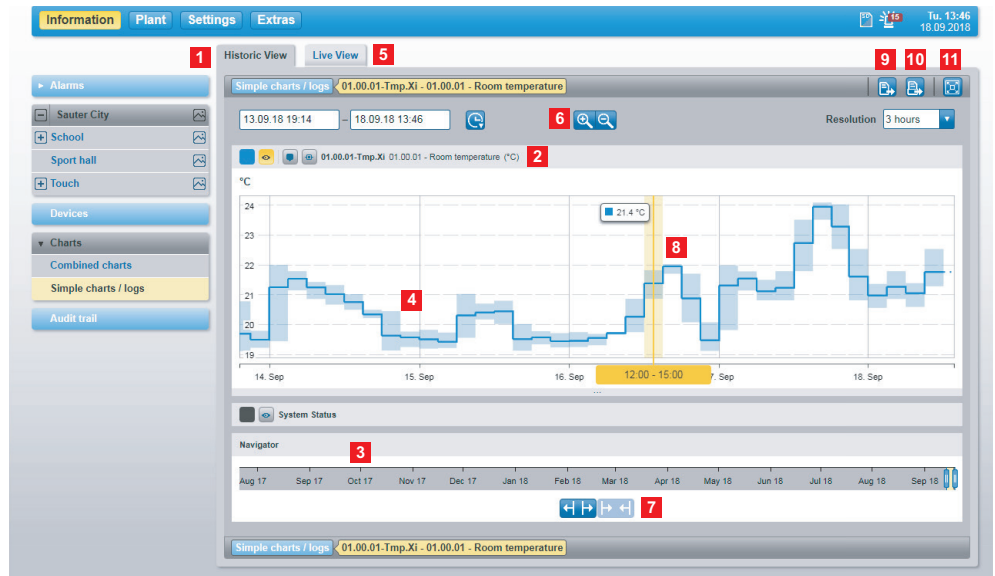 Information Plant Settings Extras SD 15 Tu. 13:46
18.09.2018
1 Historic View Live View 5 9 10 11
Alarms
Simple charts / logs 01.00.01-Tmp.Xi - 01.00.01 - Room temperature
Sauter City
School
Sport hall
Touch
Devices
Charts
Combined charts
Simple charts / logs
Audit trail
13.09.18 19:14 – 18.09.18 13:46 6 Resolution 3 hours
01.00.01-Tmp.Xi 01.00.01 - Room temperature (°C) 2
°C
24
23
22
21
20
19
21.4 °C
8
4
14. Sep 15. Sep 16. Sep 12:00 - 15:00 7. Sep 18. Sep
...
System Status
Navigator
3
Aug 17 Sep 17 Oct 17 Nov 17 Dec 17 Jan 18 Feb 18 Mar 18 Apr 18 May 18 Jun 18 Jul 18 Aug 18 Sep 18
7
Simple charts / logs 01.00.01-Tmp.Xi - 01.00.01 - Room temperature